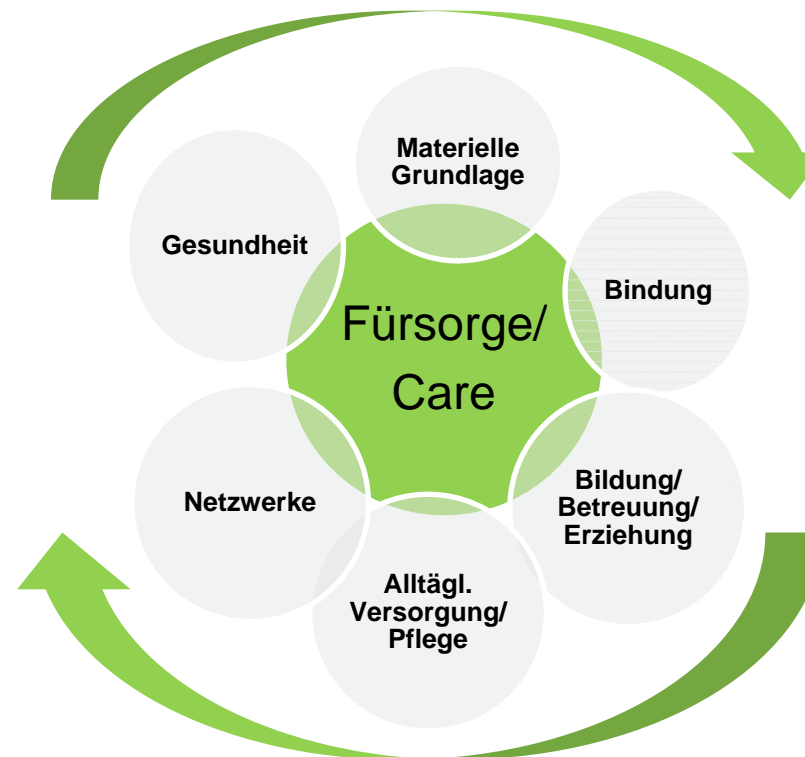 Materielle
Grundlage
Gesundheit
Bindung
Fürsorge/
Care
Netzwerke
Bildung/
Betreuung/
Erziehung
Alltägl.
Versorgung/
Pflege